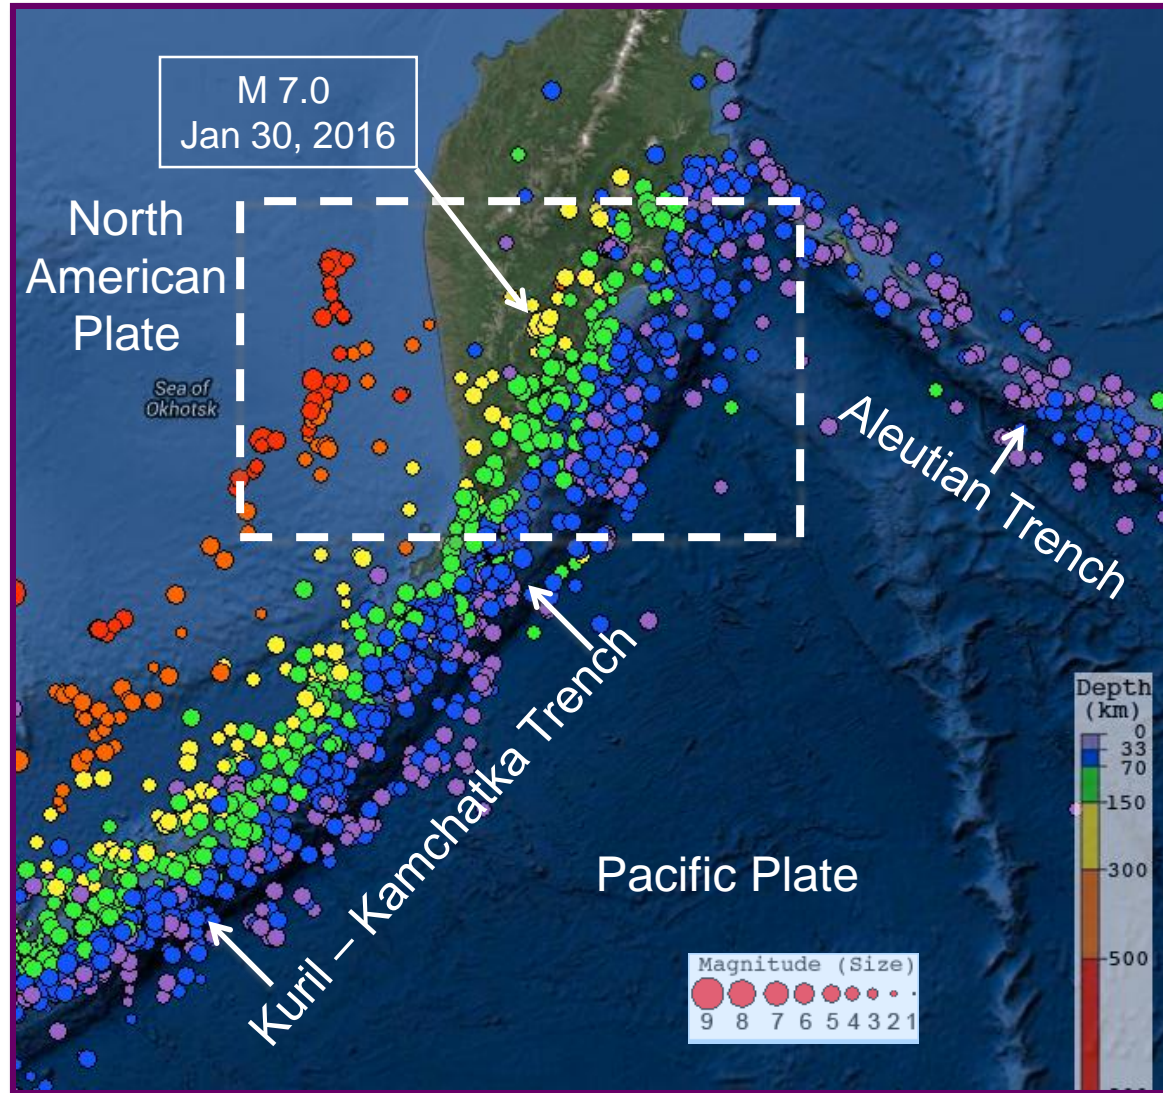 M 7.0
Jan 30, 2016
North
American
Plate
Sea of
Okhotsk
Aleutian Trench
Kuril – Kamchatka Trench
Pacific Plate
Depth
(km)
0
33
70
150
300
500
Magnitude (Size)
9 8 7 6 5 4 3 2 1